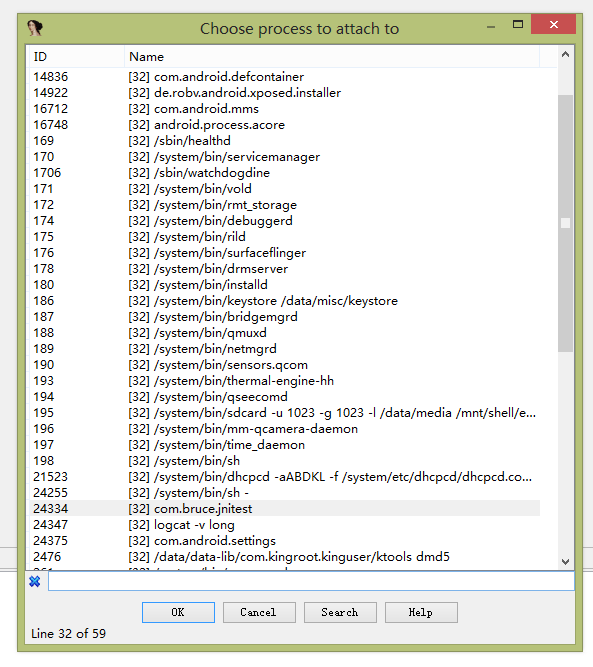 Choose process to attach to
ID Name
14836 [32] com.android.defcontainer
14922 [32] de.robv.android.xposed.installer
16712 [32] com.android.mms
16748 [32] android.process.acore
169 [32] /sbin/healthd
170 [32] /system/bin/servicemanager
1706 [32] /sbin/watchdogdine
171 [32] /system/bin/vold
172 [32] /system/bin/rmt_storage
174 [32] /system/bin/debuggerd
175 [32] /system/bin/rild
176 [32] /system/bin/surfaceflinger
178 [32] /system/bin/drmserver
180 [32] /system/bin/installd
186 [32] /system/bin/keystore /data/misc/keystore
187 [32] /system/bin/bridgemgrd
188 [32] /system/bin/qmuxd
189 [32] /system/bin/netmgrd
190 [32] /system/bin/sensors.qcom
193 [32] /system/bin/thermal-engine-hh
194 [32] /system/bin/qseecomd
195 [32] /system/bin/sdcard -u 1023 -g 1023 -l /data/media /mnt/shell/e...
196 [32] /system/bin/mm-qcamera-daemon
197 [32] /system/bin/time_daemon
198 [32] /system/bin/sh
21523 [32] /system/bin/dhcpcd -aABDKL -f /system/etc/dhcpcd/dhcpcd.co...
24255 [32] /system/bin/sh -
24334 [32] com.bruce.jnitest
24347 [32] logcat -v long
24375 [32] com.android.settings
2476 [32] /data/data-lib/com.kingroot.kinguser/ktools dmd5
OK Cancel Search Help
Line 32 of 59